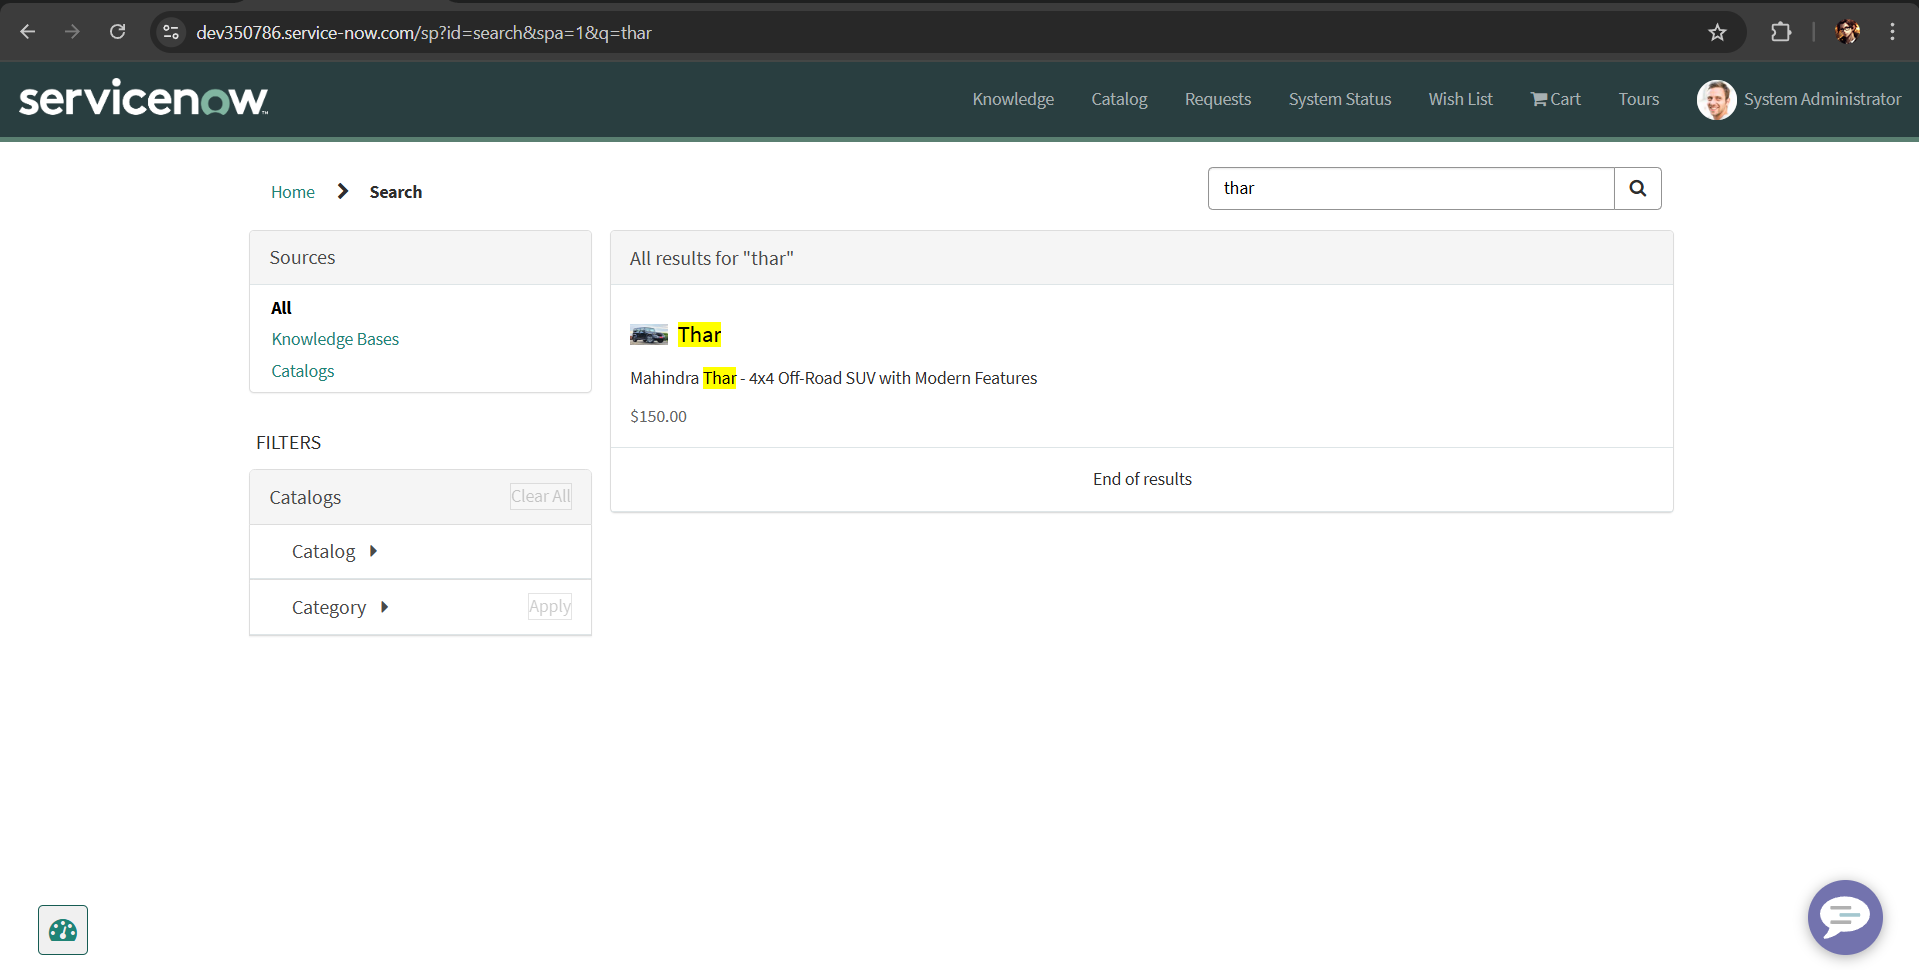 dev350786.service-now.com/sp?id=search&spa=1&q=thar
servicenow™
Knowledge Catalog Requests System Status Wish List Cart Tours System Administrator
Home Search
thar
Sources
All
Knowledge Bases
Catalogs
FILTERS
Catalogs Clear All
Catalog
Category Apply
All results for "thar"
Thar
Mahindra Thar - 4x4 Off-Road SUV with Modern Features
$150.00
End of results